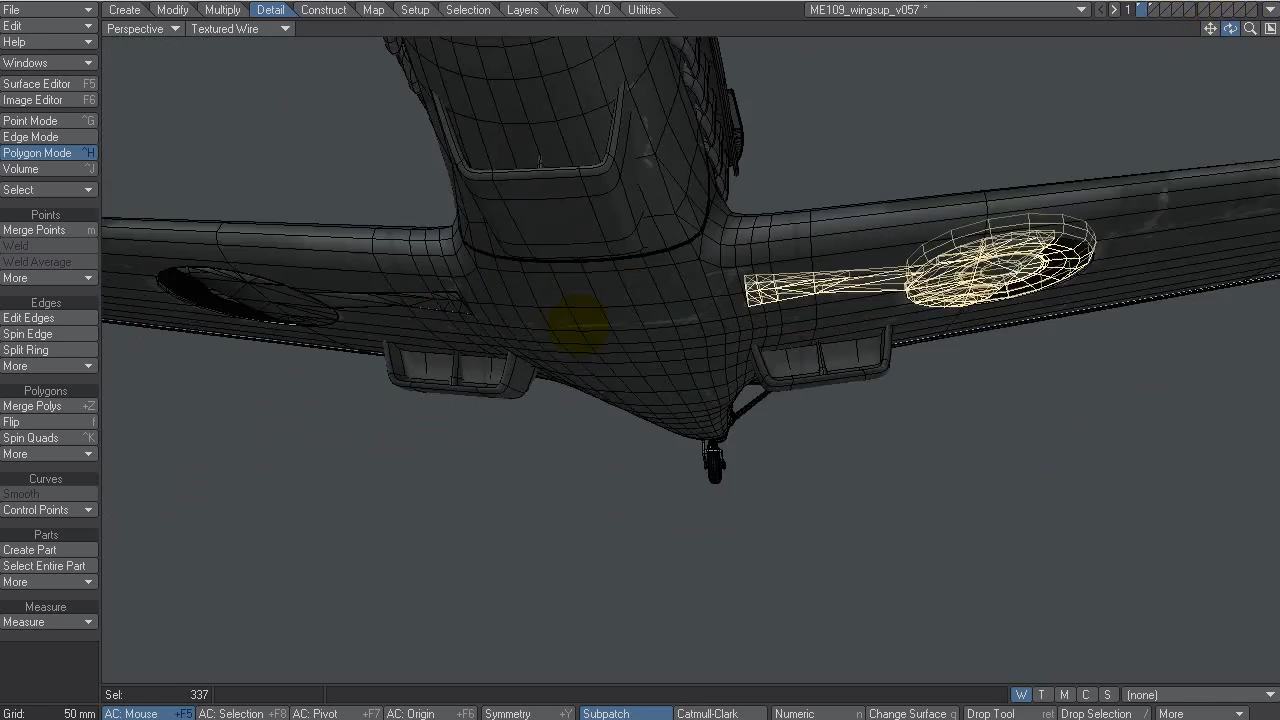 File Create Modify Multiply Detail Construct Map Setup Selection Layers View I/O Utilities ME109_wingsup_v057 * 1
Edit Perspective Textured Wire
Help
Windows
Surface Editor F5
Image Editor F6
Point Mode ^G
Edge Mode
Polygon Mode ^H
Volume ^J
Select
Points
Merge Points m
Weld
Weld Average
More
Edges
Edit Edges
Spin Edge
Split Ring
More
Polygons
Merge Polys +Z
Flip f
Spin Quads ^K
More
Curves
Smooth
Control Points
Parts
Create Part
Select Entire Part
More
Measure
Measure
Sel: 337 W T M C S (none)
Grid: 50 mm AC: Mouse +F5 AC: Selection +F8 AC: Pivot +F7 AC: Origin +F6 Symmetry +Y Subpatch Catmull-Clark Numeric n Change Surface q Drop Tool ret Drop Selection / More